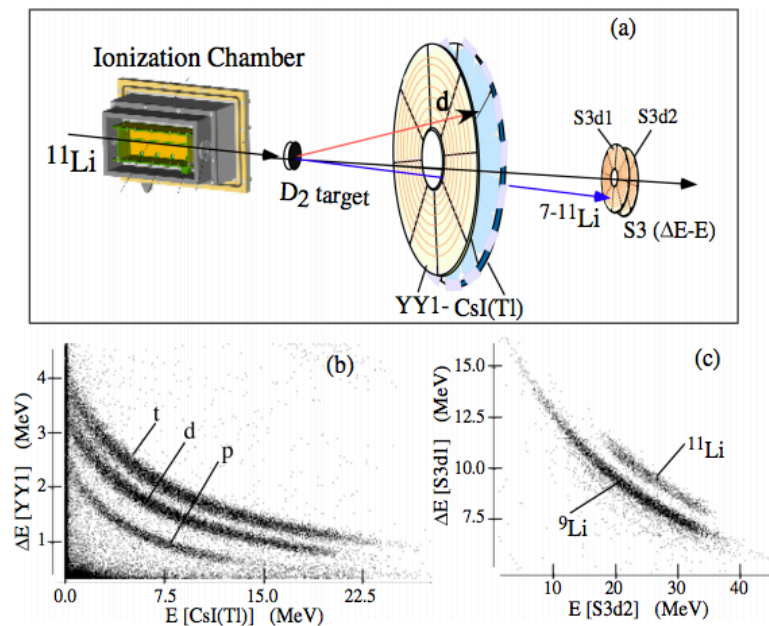 (a)
Ionization Chamber
¹¹Li
D₂ target
d
S3d1
S3d2
7-11Li
S3 (ΔE-E)
YY1-CsI(Tl)
(b)
ΔE [YY1] (MeV)
4
3
2
1
t
d
p
0.0 7.5 15.0 22.5
E [CsI(Tl)] (MeV)
(c)
ΔE [S3d1] (MeV)
15.0
12.5
10.0
7.5
¹¹Li
⁹Li
10 20 30 40
E [S3d2] (MeV)